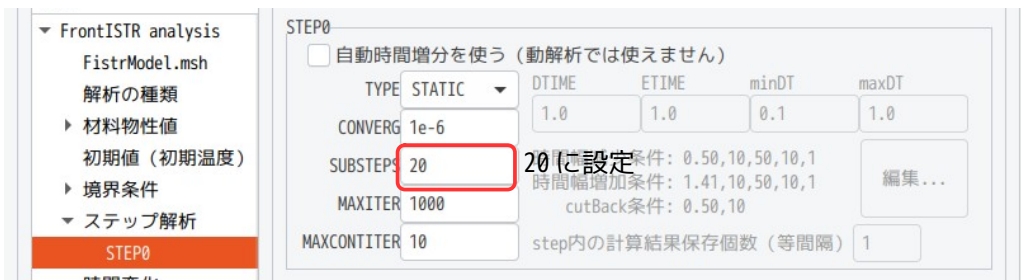 FrontISTR analysis
FistrModel.msh
解析の種類
材料物性値
初期値（初期温度）
境界条件
ステップ解析
STEP0
STEP0
自動時間増分を使う（動解析では使えません）
TYPE STATIC
DTIME ETIME minDT maxDT
1.0 1.0 0.1 1.0
CONVERG 1e-6
SUBSTEPS 20
20に設定
条件: 0.50,10,50,10,1
時間幅増加条件: 1.41,10,50,10,1
cutBack条件: 0.50,10
編集...
MAXITER 1000
MAXCONTITER 10
step内の計算結果保存個数（等間隔） 1